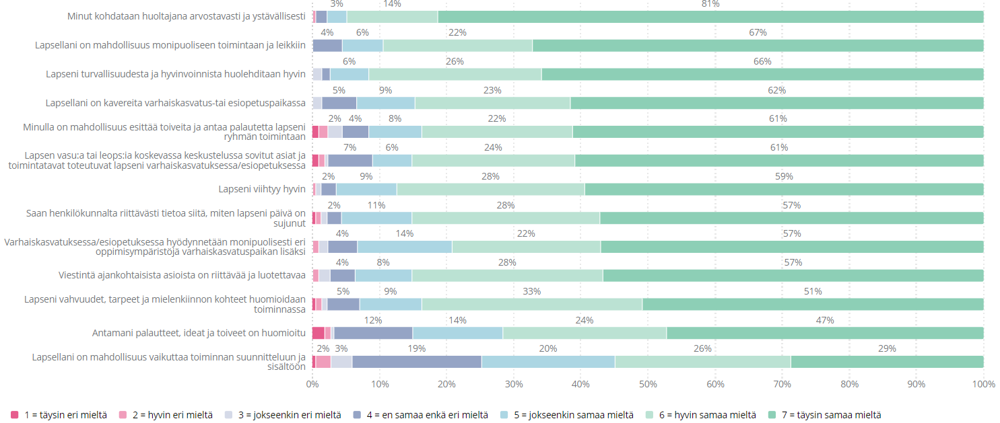 3% 14% 81%
Minut kohdataan huoltajana arvostavasti ja ystävällisesti
4% 6% 22% 67%
Lapsellani on mahdollisuus monipuoliseen toimintaan ja leikkiin
6% 26% 66%
Lapseni turvallisuudesta ja hyvinvoinnista huolehditaan hyvin
5% 9% 23% 62%
Lapsellani on kavereita varhaiskasvatus-tai esiopetuspaikassa
2% 4% 8% 22% 61%
Minulla on mahdollisuus esittää toiveita ja antaa palautetta lapseni
ryhmän toimintaan
7% 6% 24% 61%
Lapsen vasu:a tai leops:ia koskevassa keskustelussa sovitut asiat ja
toimintatavat toteutuvat lapseni varhaiskasvatuksessa/esiopetuksessa
2% 9% 28% 59%
Lapseni viihtyy hyvin
2% 11% 28% 57%
Saan henkilökunnalta riittävästi tietoa siitä, miten lapseni päivä on
sujunut
4% 14% 22% 57%
Varhaiskasvatuksessa/esiopetuksessa hyödynnetään monipuolisesti eri
oppimisympäristöjä varhaiskasvatuspaikan lisäksi
4% 8% 28% 57%
Viestintä ajankohtaisista asioista on riittävää ja luotettavaa
5% 9% 33% 51%
Lapseni vahvuudet, tarpeet ja mielenkiinnon kohteet huomioidaan
toiminnassa
12% 14% 24% 47%
Antamani palautteet, ideat ja toiveet on huomioitu
2% 3% 19% 20% 26% 29%
Lapsellani on mahdollisuus vaikuttaa toiminnan suunnitteluun ja
sisältöön
0% 10% 20% 30% 40% 50% 60% 70% 80% 90% 100%
1 = täysin eri mieltä 2 = hyvin eri mieltä 3 = jokseenkin eri mieltä 4 = en samaa enkä eri mieltä 5 = jokseenkin samaa mieltä 6 = hyvin samaa mieltä 7 = täysin samaa mieltä